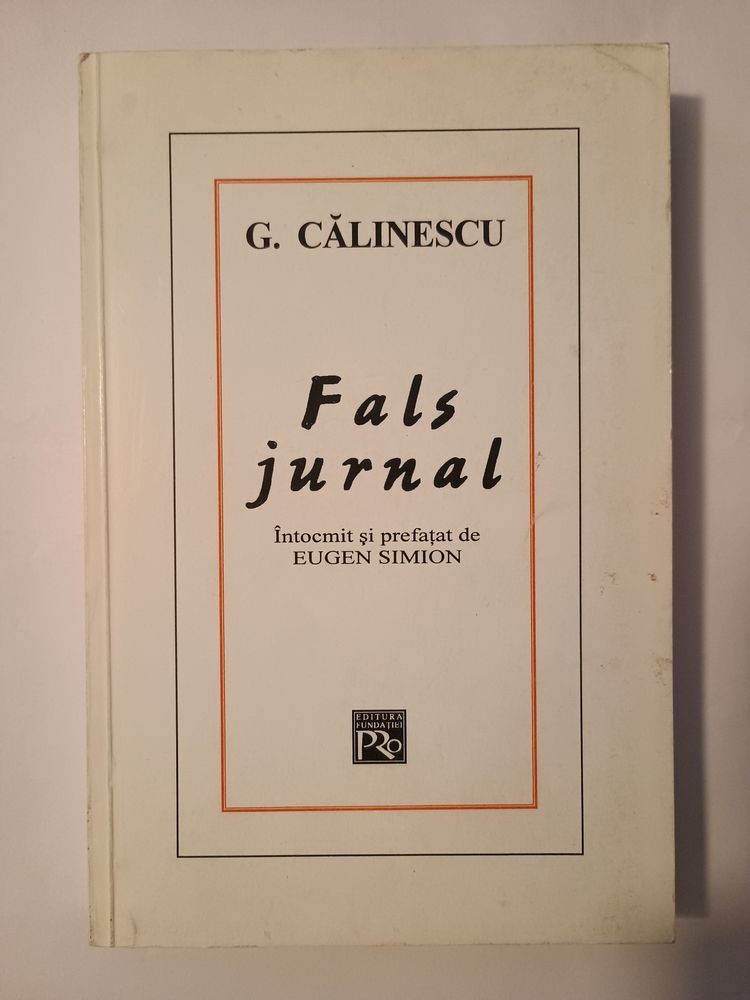 G. CĂLINESCU
Fals
jurnal
Întocmit şi prefaţat de
EUGEN SIMION
EDITURA
FUNDAŢIEI
PRO